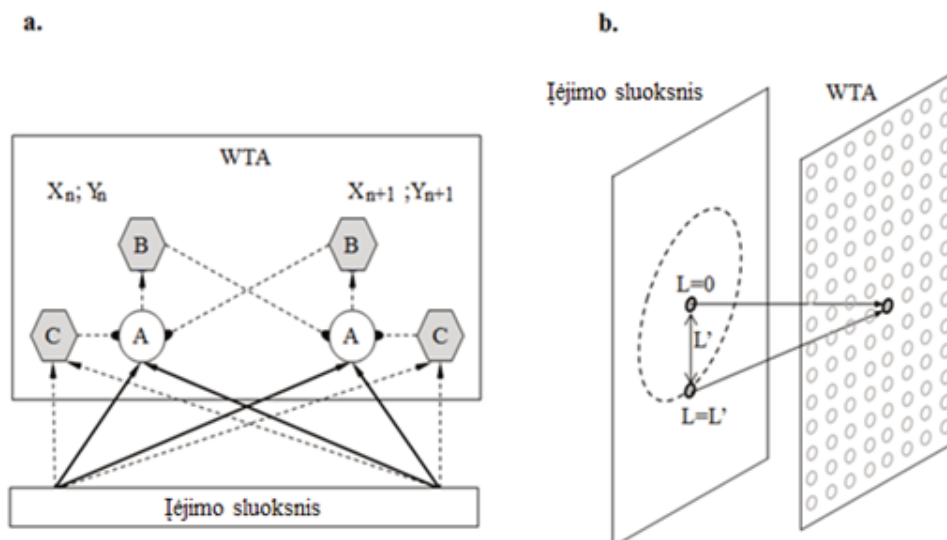 a.
WTA
Xn; Yn
Xn+1 ;Yn+1
B
B
C
A
A
C
Įėjimo sluoksnis
b.
Įėjimo sluoksnis
WTA
L=0
L'
L=L'